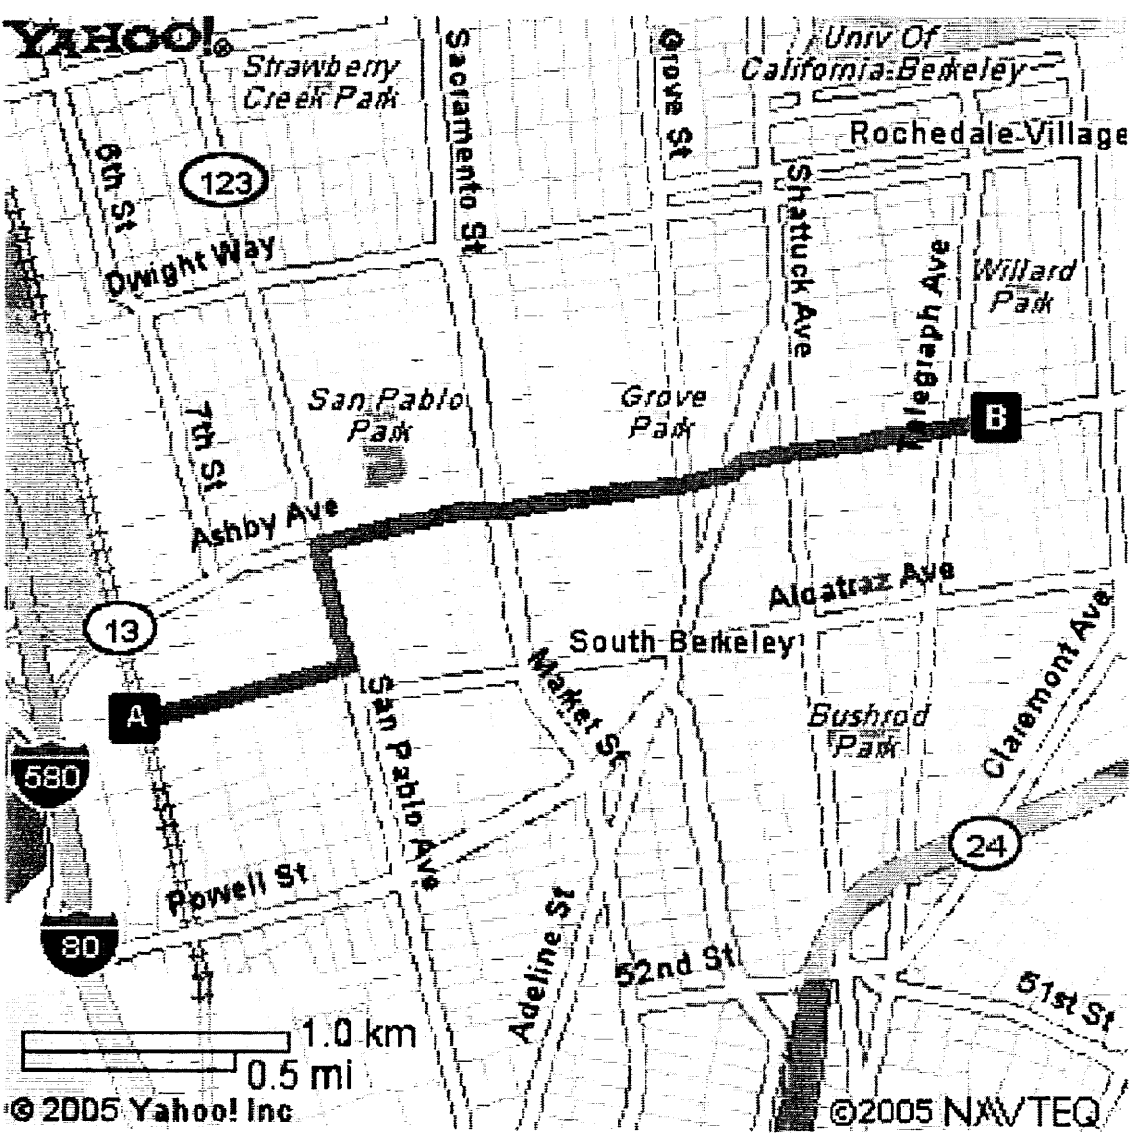 YAHOO!®
Strawberry
Creek Park
Sacramento St
Grove St
Univ Of
California-Berkeley
Rochedale Village
6th St
123
Shattuck Ave
Dwight Way
Telegraph Ave
Willard
Park
San Pablo
Park
Grove
Park
B
7th St
Ashby Ave
Alcatraz Ave
13
South Berkeley
Claremont Ave
A
San Pablo Ave
Market St
Bushrod
Park
580
24
Powell St
80
Adeline St
52nd St
51st St
1.0 km
0.5 mi
© 2005 Yahoo! Inc
©2005 NAVTEQ